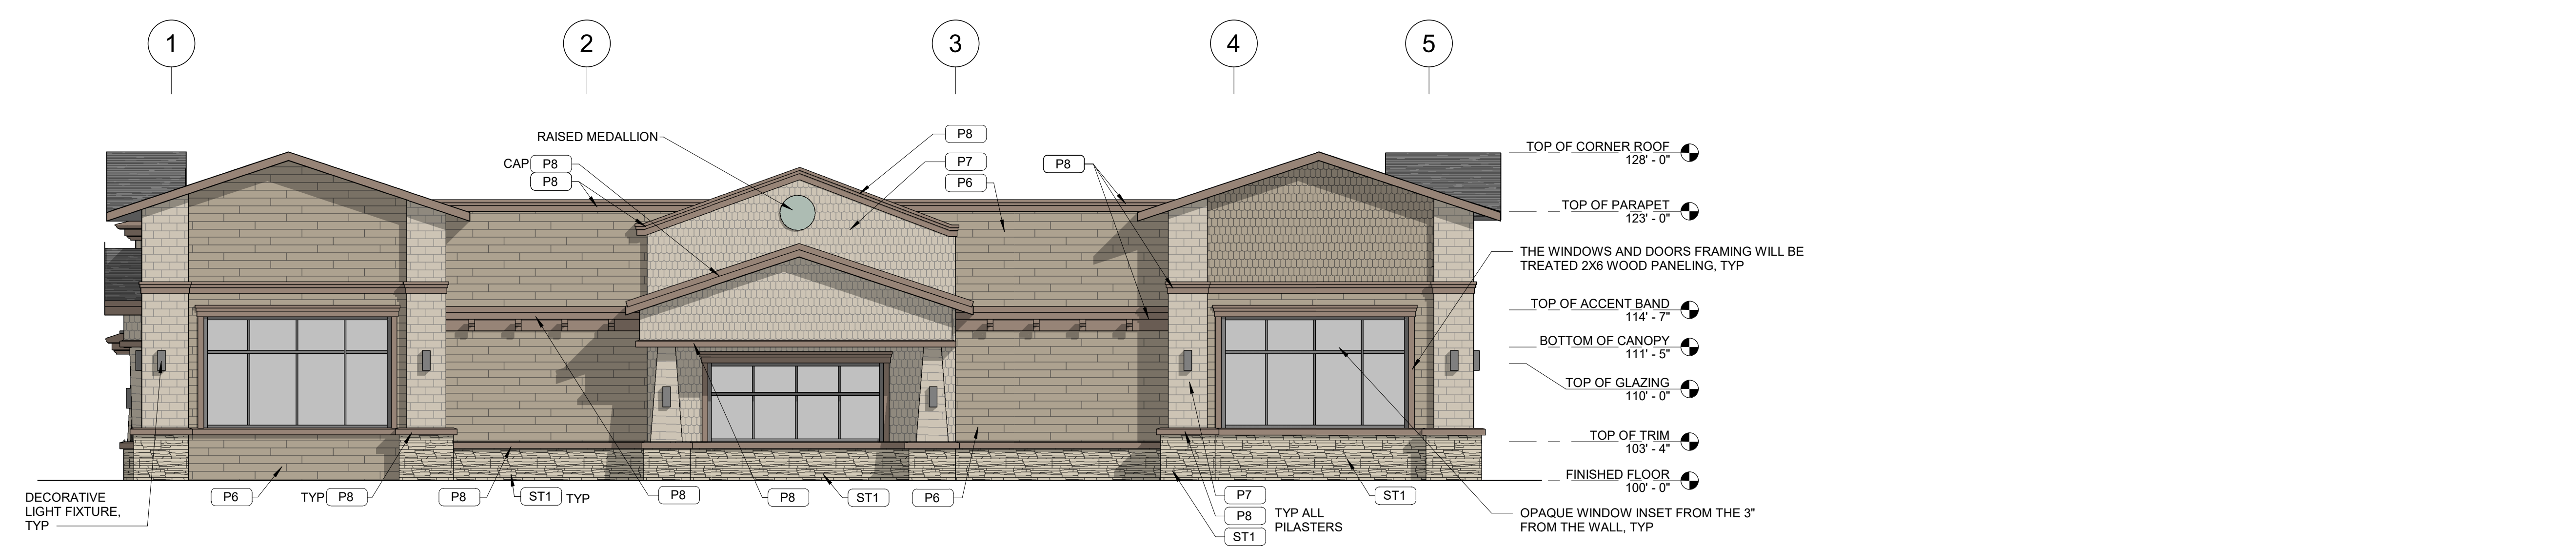 1
2
3
4
5
RAISED MEDALLION
P8
CAP P8
P7
P8
P8
P6
TOP OF CORNER ROOF
128' - 0"
TOP OF PARAPET
123' - 0"
THE WINDOWS AND DOORS FRAMING WILL BE
TREATED 2X6 WOOD PANELING, TYP
TOP OF ACCENT BAND
114' - 7"
BOTTOM OF CANOPY
111' - 5"
TOP OF GLAZING
110' - 0"
TOP OF TRIM
103' - 4"
FINISHED FLOOR
100' - 0"
DECORATIVE
LIGHT FIXTURE,
TYP
P6
TYP P8
P8
ST1 TYP
P8
P8
ST1
P6
P7
P8
ST1
TYP ALL
PILASTERS
ST1
OPAQUE WINDOW INSET FROM THE 3"
FROM THE WALL, TYP